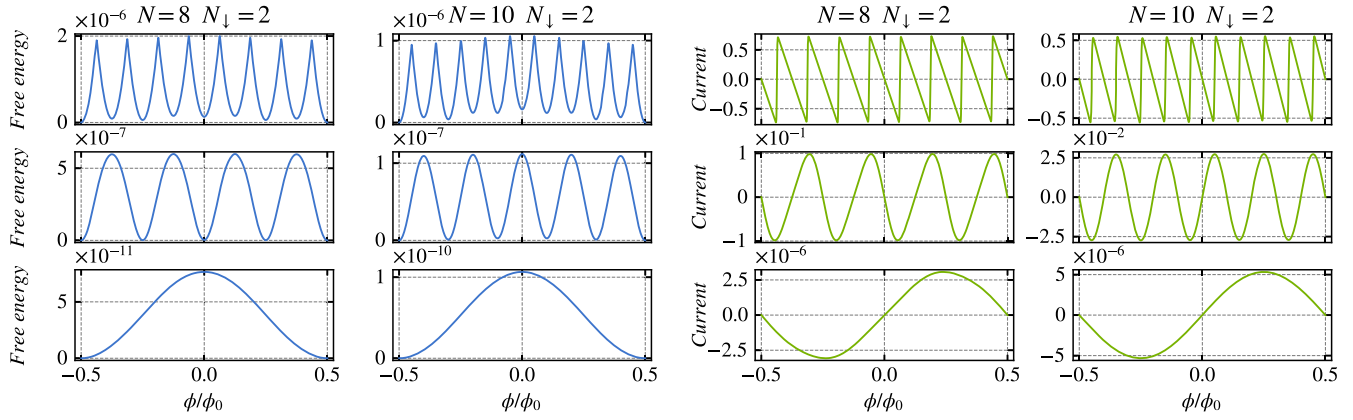 N = 8 N↓ = 2
N = 10 N↓ = 2
N = 8 N↓ = 2
N = 10 N↓ = 2
×10⁻⁶
×10⁻⁶
Free energy
2
0
1
0
Current
0.5
0.0
−0.5
0.5
0.0
−0.5
×10⁻⁷
×10⁻⁷
×10⁻¹
×10⁻²
Free energy
5
0
1
0
Current
1
0
−1
2.5
0.0
−2.5
×10⁻¹¹
×10⁻¹⁰
×10⁻⁶
×10⁻⁶
Free energy
5
0
1
0
Current
2.5
0.0
−2.5
5
0
−5
−0.5 0.0 0.5
−0.5 0.0 0.5
−0.5 0.0 0.5
−0.5 0.0 0.5
ϕ/ϕ₀
ϕ/ϕ₀
ϕ/ϕ₀
ϕ/ϕ₀